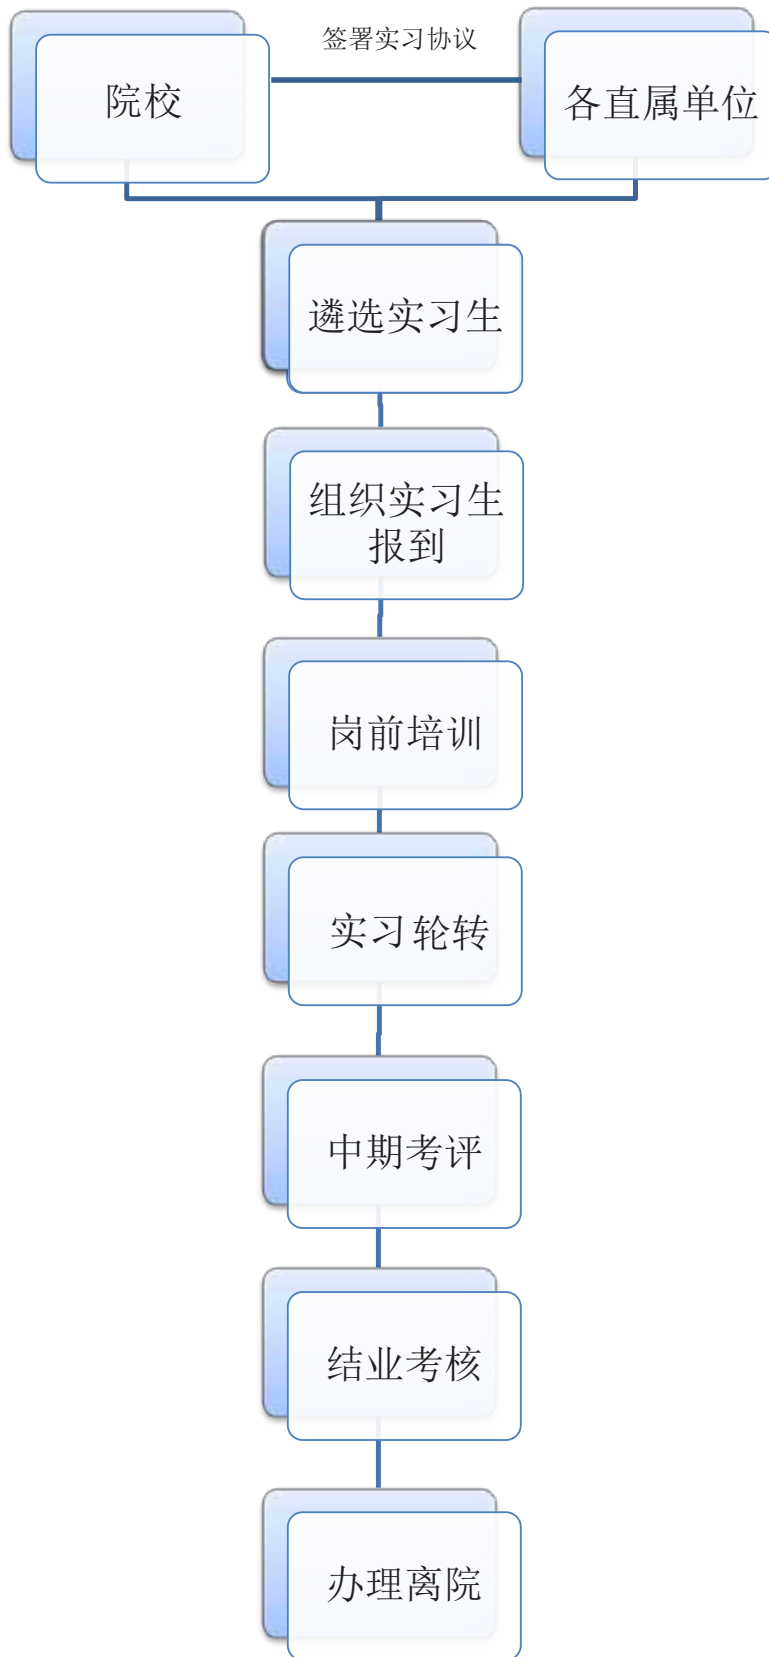 签署实习协议
院校
各直属单位
遴选实习生
组织实习生
报到
岗前培训
实习轮转
中期考评
结业考核
办理离院